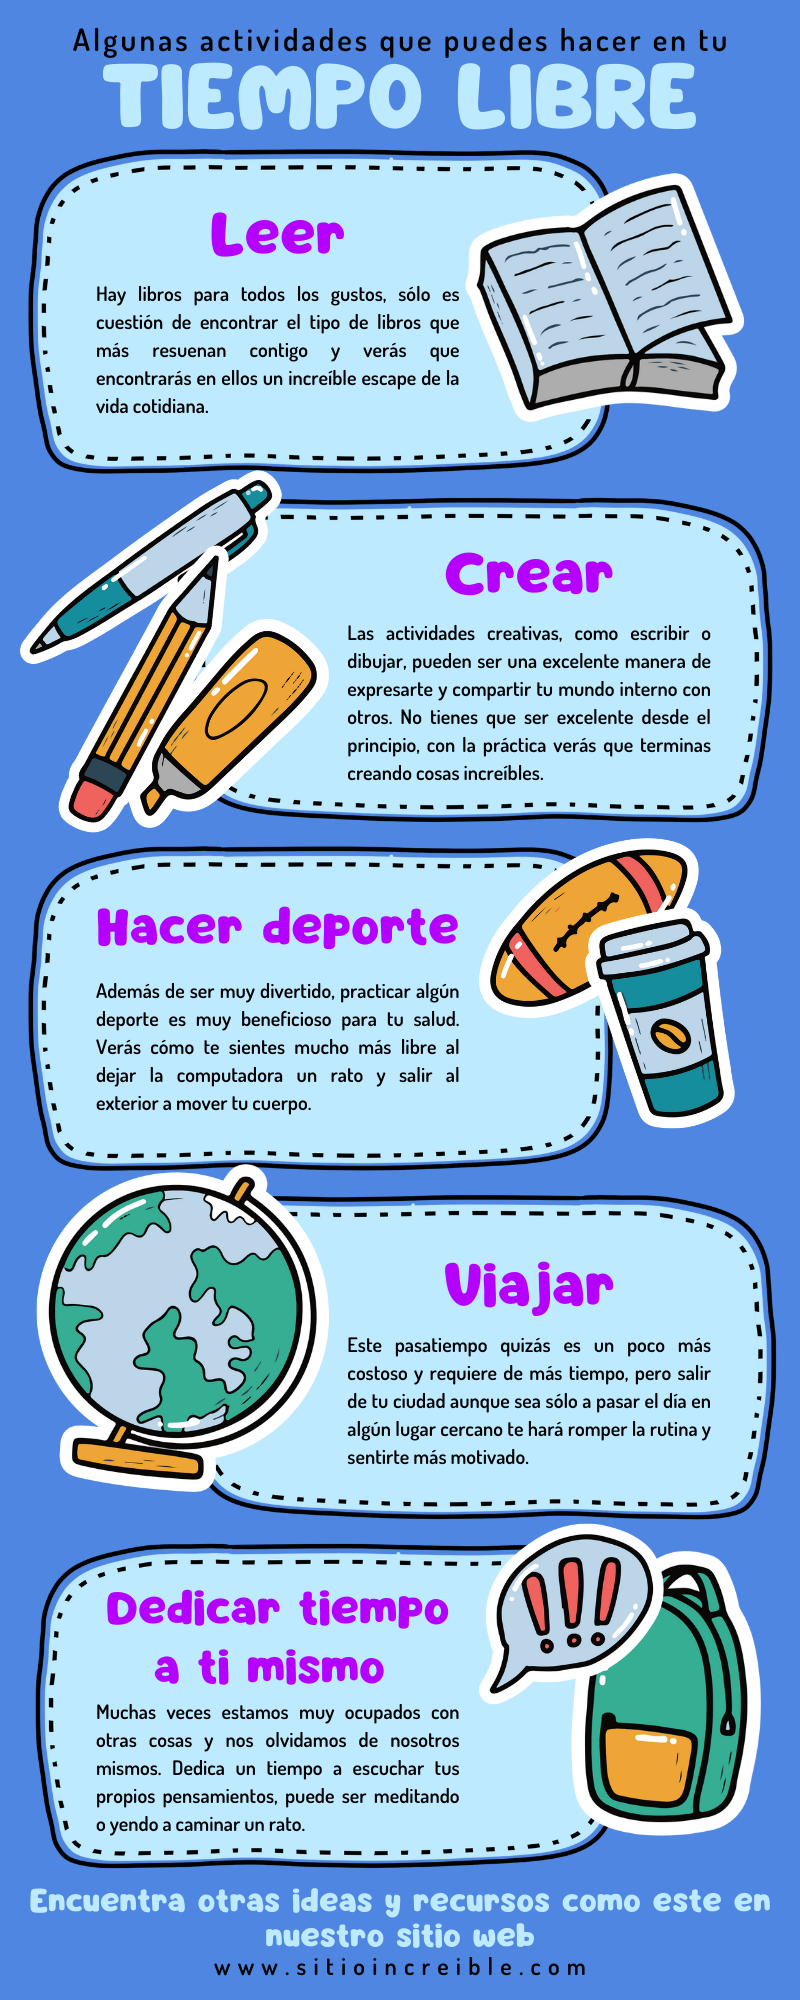 Algunas actividades que puedes hacer en tu
TIEMPO LIBRE
Leer
Hay libros para todos los gustos, sólo es
cuestión de encontrar el tipo de libros que
más resuenan contigo y verás que
encontrarás en ellos un increíble escape de la
vida cotidiana.
Crear
Las actividades creativas, como escribir o
dibujar, pueden ser una excelente manera de
expresarte y compartir tu mundo interno con
otros. No tienes que ser excelente desde el
principio, con la práctica verás que terminas
creando cosas increíbles.
Hacer deporte
Además de ser muy divertido, practicar algún
deporte es muy beneficioso para tu salud.
Verás cómo te sientes mucho más libre al
dejar la computadora un rato y salir al
exterior a mover tu cuerpo.
Viajar
Este pasatiempo quizás es un poco más
costoso y requiere de más tiempo, pero salir
de tu ciudad aunque sea sólo a pasar el día en
algún lugar cercano te hará romper la rutina y
sentirte más motivado.
Dedicar tiempo
a ti mismo
Muchas veces estamos muy ocupados con
otras cosas y nos olvidamos de nosotros
mismos. Dedica un tiempo a escuchar tus
propios pensamientos, puede ser meditando
o yendo a caminar un rato.
!!!
Encuentra otras ideas y recursos como este en
nuestro sitio web
www.sitioincreible.com